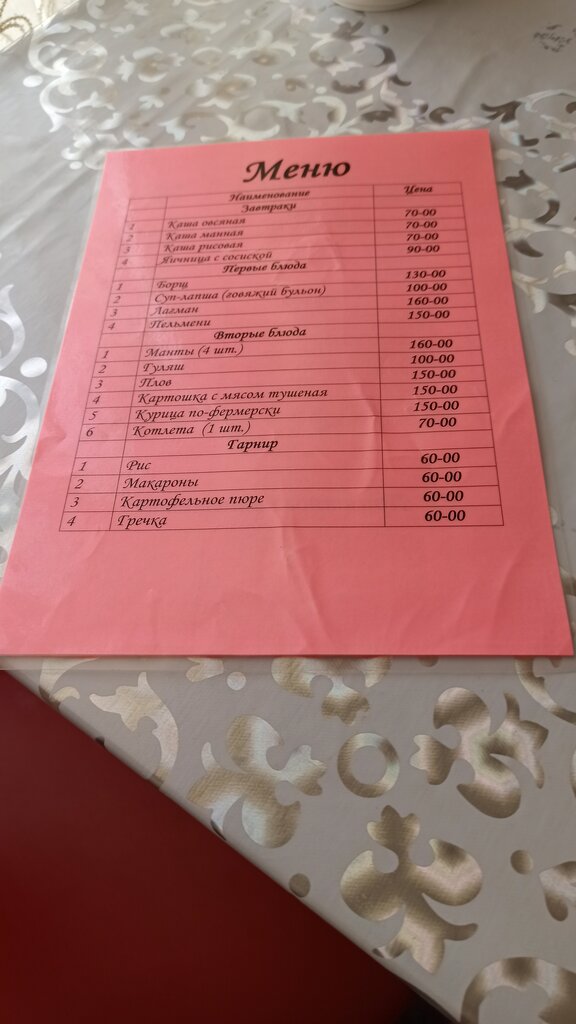 Меню
Наименование Цена
Завтраки
1 Каша овсяная 70-00
2 Каша манная 70-00
3 Каша рисовая 70-00
4 Яичница с сосиской 90-00
Первые блюда
1 Борщ 130-00
2 Суп-лапша (говяжий бульон) 100-00
3 Лагман 160-00
4 Пельмени 150-00
Вторые блюда
1 Манты (4 шт.) 160-00
2 Гуляш 100-00
3 Плов 150-00
4 Картошка с мясом тушеная 150-00
5 Курица по-фермерски 150-00
6 Котлета (1 шт.) 70-00
Гарнир
1 Рис 60-00
2 Макароны 60-00
3 Картофельное пюре 60-00
4 Гречка 60-00